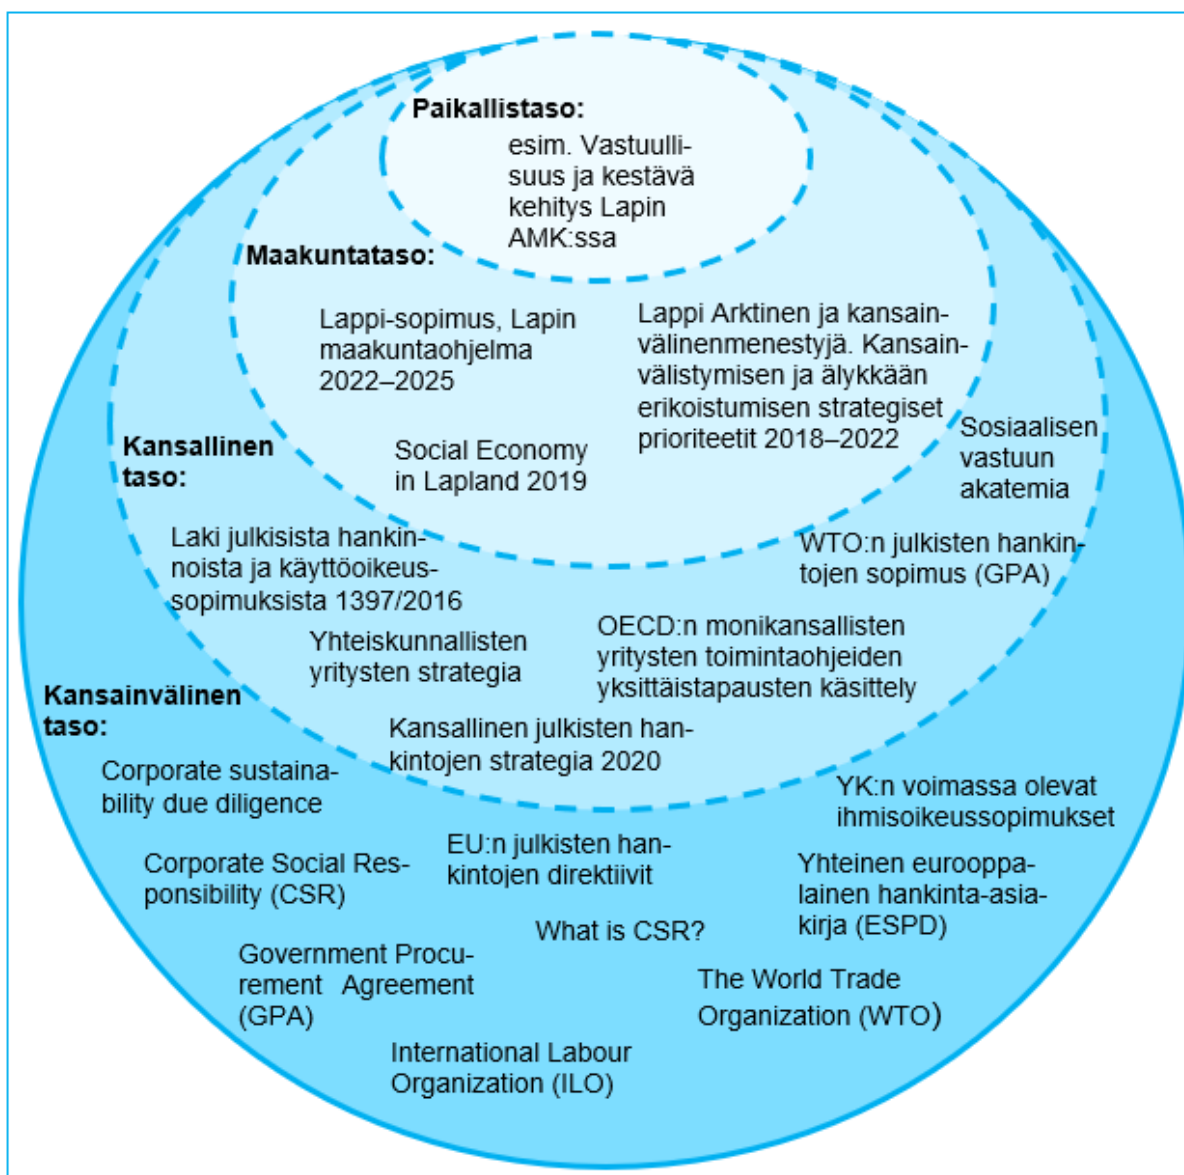 Paikallistaso:
esim. Vastuulli-
suus ja kestävä
kehitys Lapin
AMK:ssa
Maakuntataso:
Lappi-sopimus, Lapin
maakuntaohjelma
2022–2025
Lappi Arktinen ja kansain-
välinenmenestyjä. Kansain-
välistymisen ja älykkään
erikoistumisen strategiset
prioriteetit 2018–2022
Social Economy
in Lapland 2019
Kansallinen
taso:
Sosiaalisen
vastuun
akatemia
Laki julkisista hankin-
noista ja käyttöoikeus-
sopimuksista 1397/2016
WTO:n julkisten hankin-
tojen sopimus (GPA)
Yhteiskunnallisten
yritysten strategia
OECD:n monikansallisten
yritysten toimintaohjeiden
yksittäistapausten käsittely
Kansallinen julkisten han-
kintojen strategia 2020
Kansainvälinen
taso:
Corporate sustaina-
bility due diligence
YK:n voimassa olevat
ihmisoikeussopimukset
EU:n julkisten han-
kintojen direktiivit
Corporate Social Res-
ponsibility (CSR)
Yhteinen eurooppa-
lainen hankinta-asia-
kirja (ESPD)
What is CSR?
Government Procu-
rement Agreement
(GPA)
The World Trade
Organization (WTO)
International Labour
Organization (ILO)